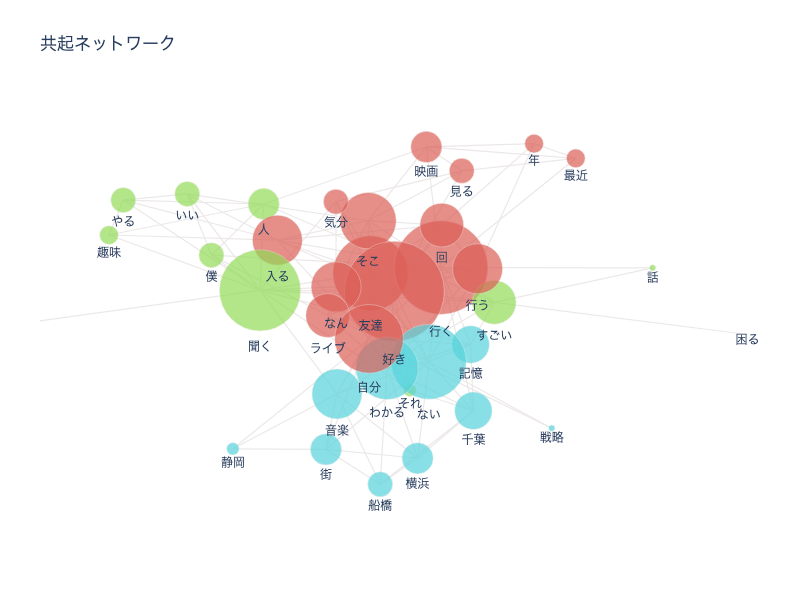 共起ネットワーク
映画
年
最近
見る
やる
いい
人
気分
趣味
僕
入る
そこ
回
話
行う
なん
友達
行く
すごい
困る
聞く
ライブ
好き
記憶
自分
それ
わかる
ない
音楽
千葉
戦略
静岡
街
横浜
船橋